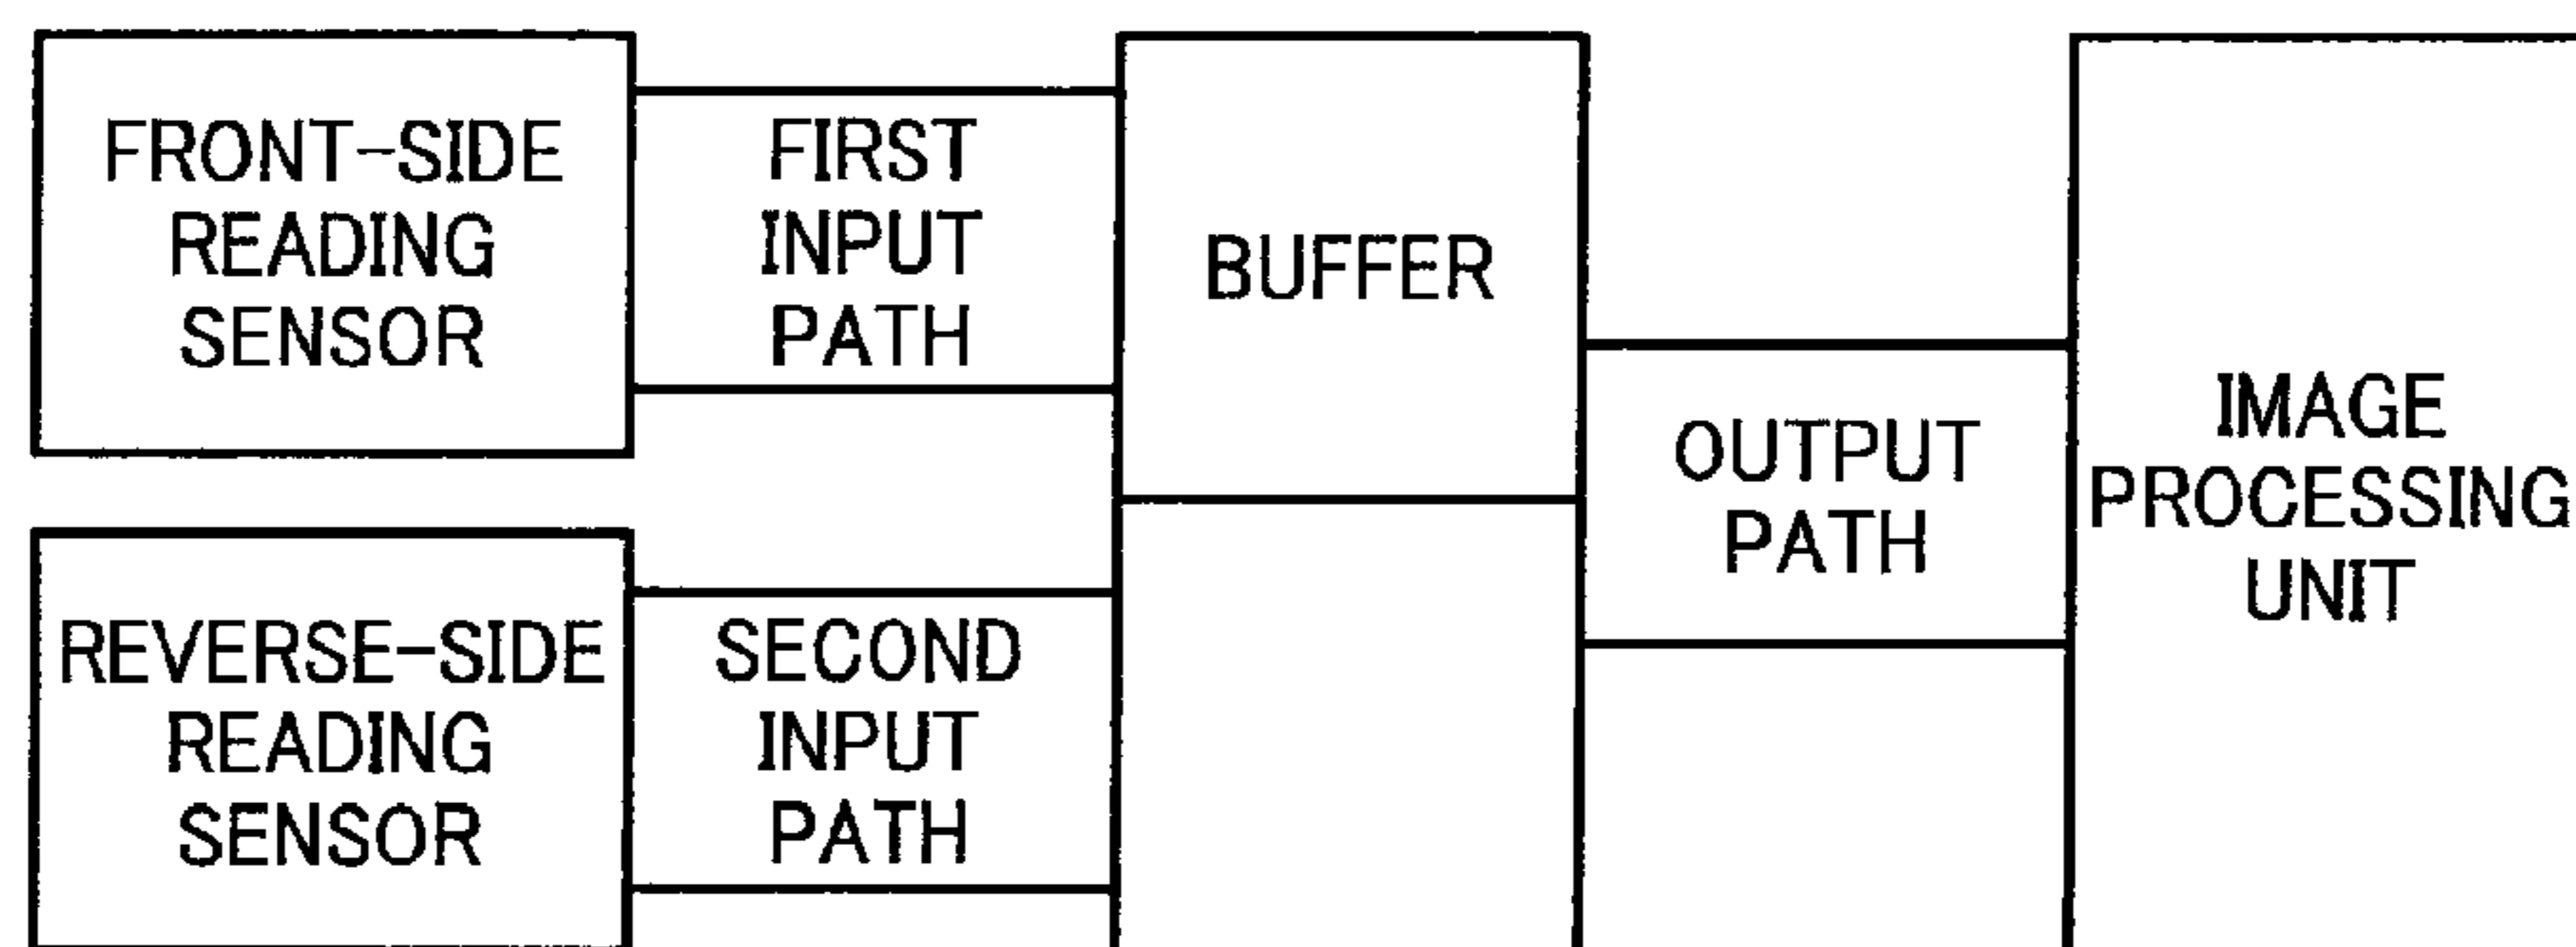 FRONT-SIDE
READING
SENSOR
FIRST
INPUT
PATH
BUFFER
OUTPUT
PATH
IMAGE
PROCESSING
UNIT
REVERSE-SIDE
READING
SENSOR
SECOND
INPUT
PATH